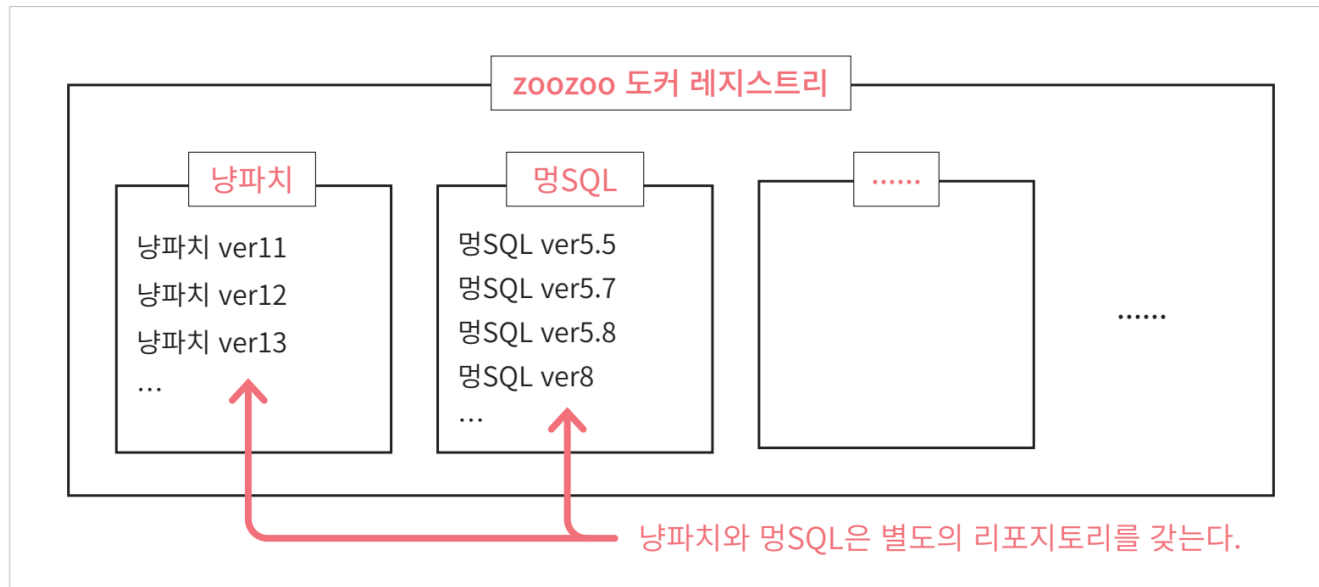 zoozoo 도커 레지스트리
냥파치
냥파치 ver11
냥파치 ver12
냥파치 ver13
...
멍SQL
멍SQL ver5.5
멍SQL ver5.7
멍SQL ver5.8
멍SQL ver8
...
......
......
냥파치와 멍SQL은 별도의 리포지토리를 갖는다.